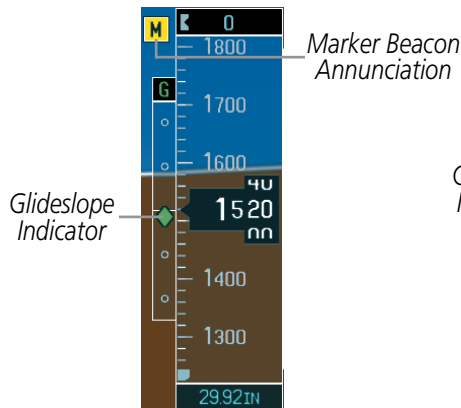 M
0
1800
Marker Beacon
Annunciation
G
1700
1600
40
1520
00
Glideslope
Indicator
1400
1300
29.92IN